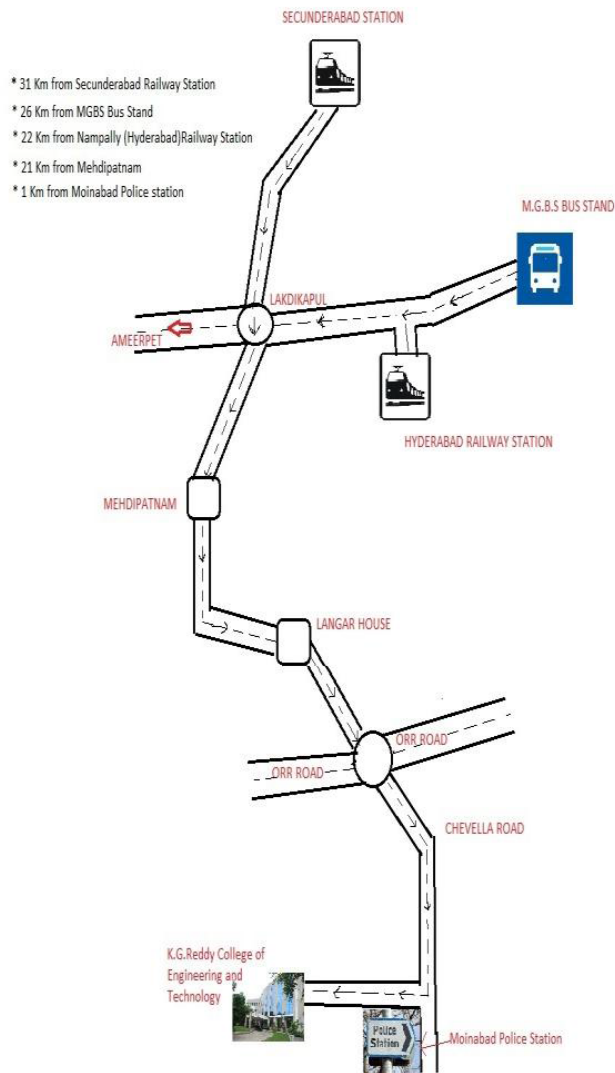 SECUNDERABAD STATION
* 31 Km from Secunderabad Railway Station
* 26 Km from MGBS Bus Stand
* 22 Km from Nampally (Hyderabad)Railway Station
* 21 Km from Mehdipatnam
* 1 Km from Moinabad Police station
M.G.B.S BUS STAND
LAKDIKAPUL
AMEERPET
HYDERABAD RAILWAY STATION
MEHDIPATNAM
LANGAR HOUSE
ORR ROAD
ORR ROAD
CHEVELLA ROAD
K.G.Reddy College of
Engineering and
Technology
Police
Station
Moinabad Police Station